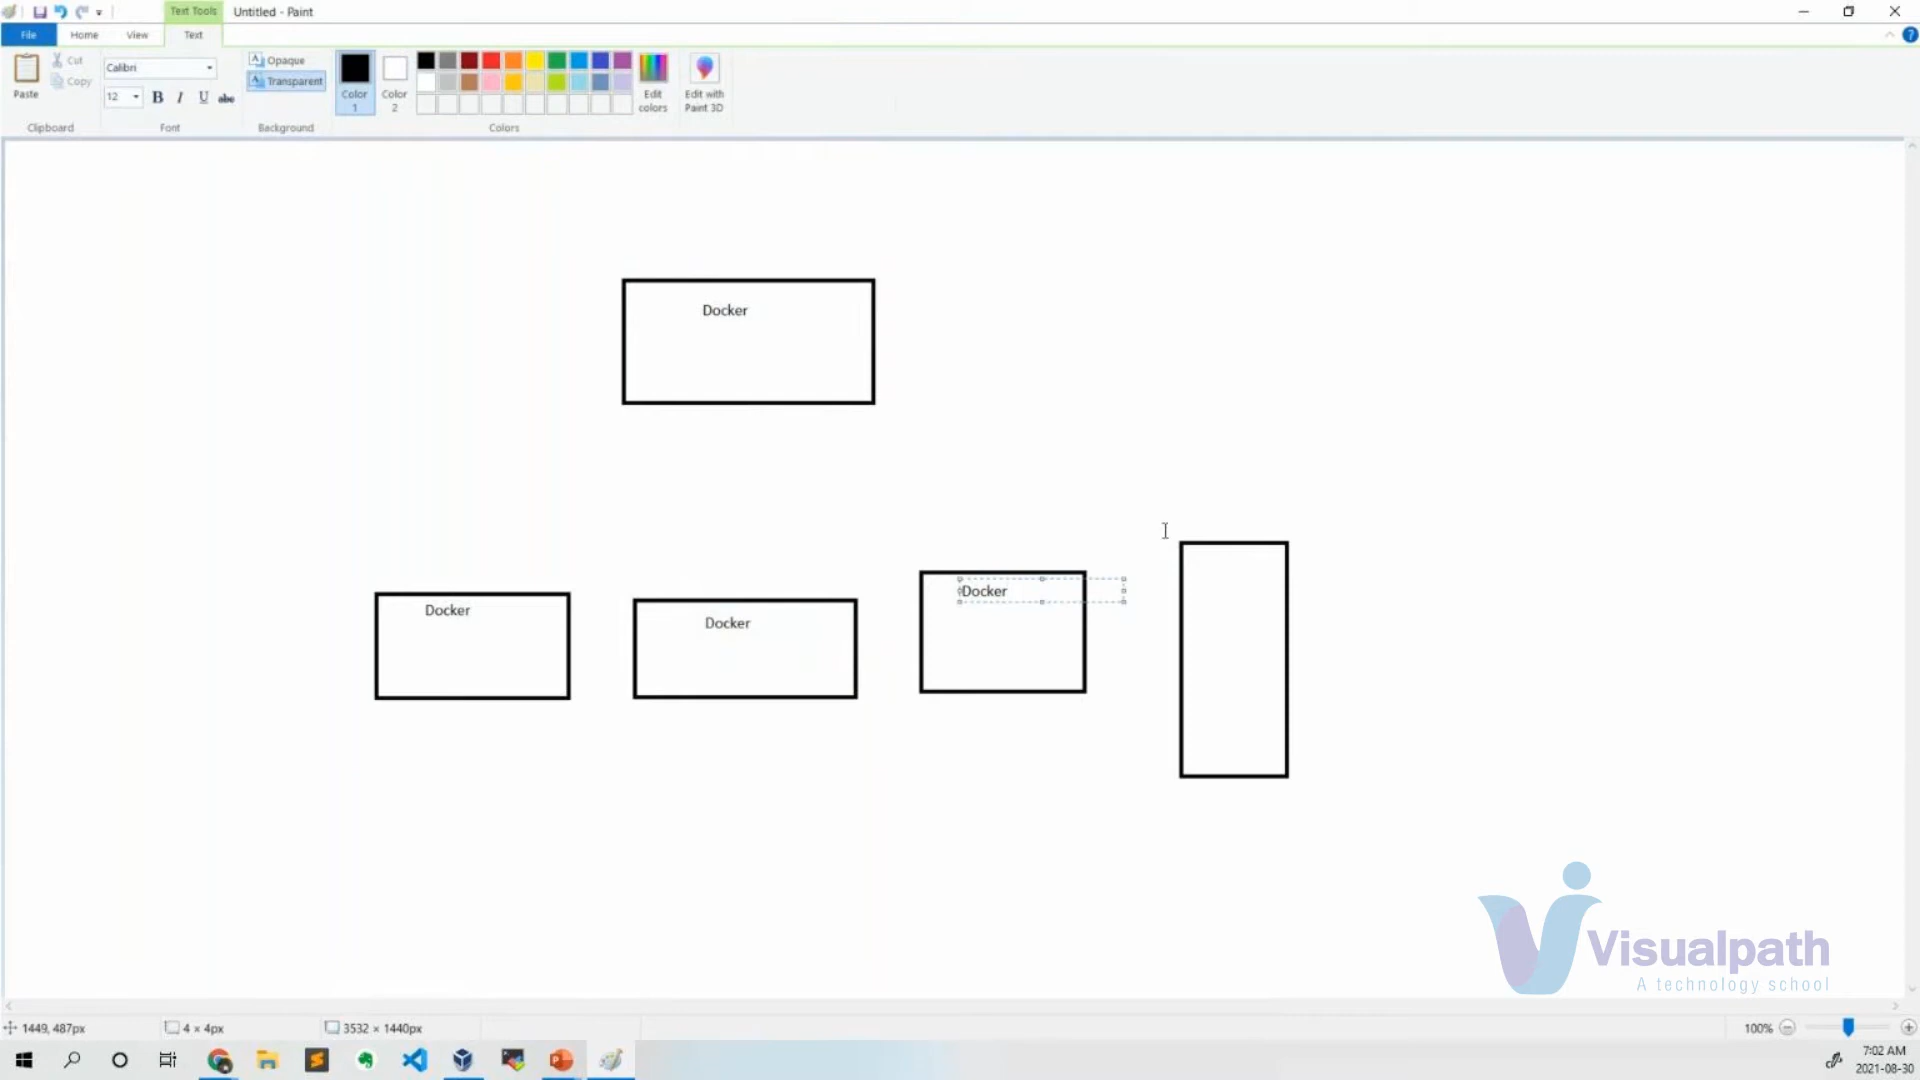 Text Tools
Untitled - Paint
File
Home
View
Text
?
Paste
Cut
Copy
Clipboard
Calibri
12
B I U abc
Font
Opaque
Transparent
Background
Color 1
Color 2
Edit colors
Edit with Paint 3D
Colors
Docker
Docker
Docker
Docker
Visualpath
A technology school
1449, 487px
4 × 4px
3532 × 1440px
100%
7:02 AM
2021-08-30